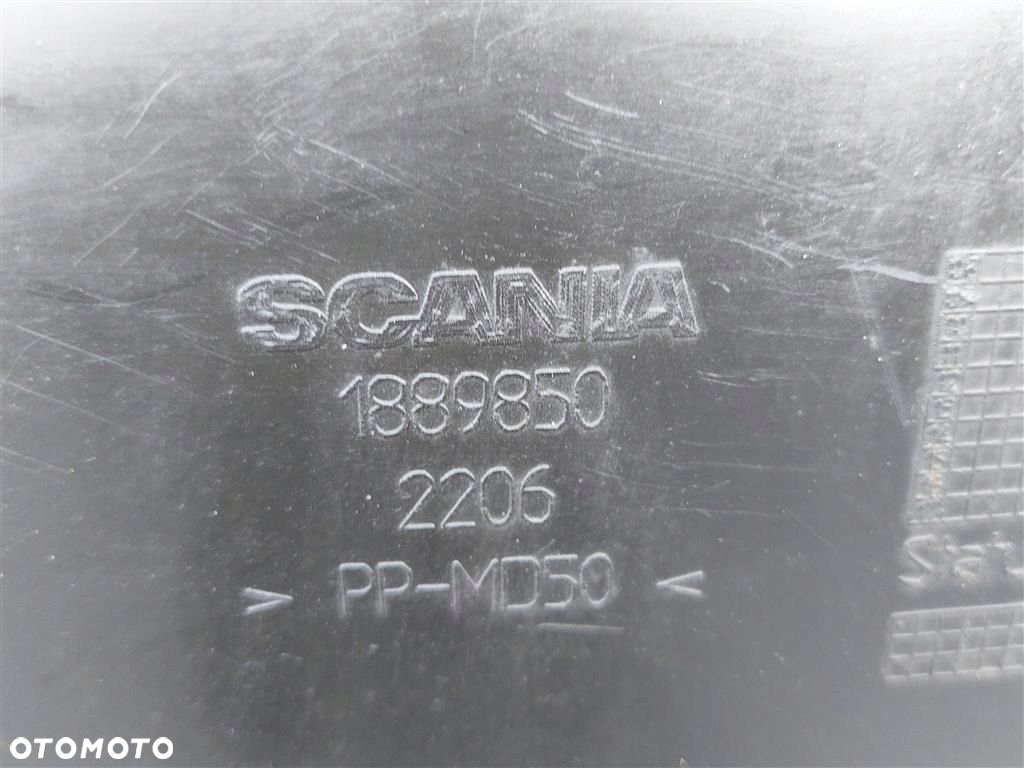 SCANIA
1889850
2206
> PP-MD50 <
OTOMOTO